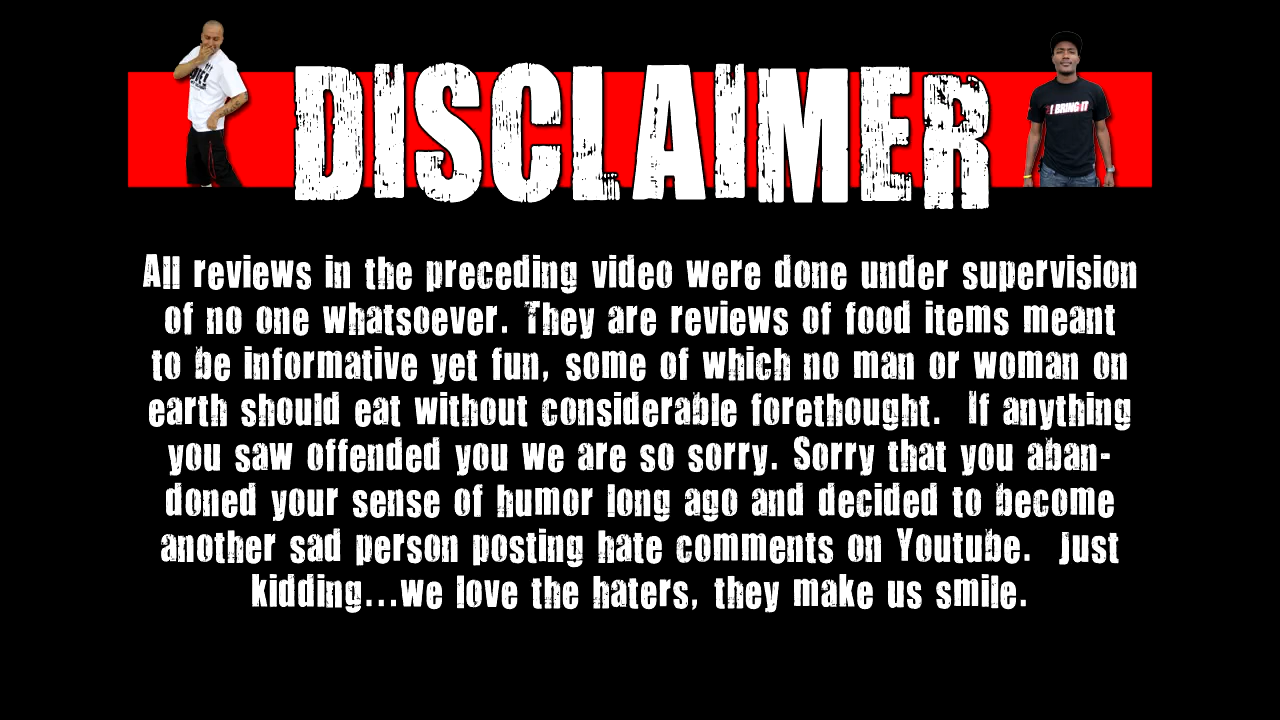 DISCLAIMER
I BRING IT
All reviews in the preceding video were done under supervision
of no one whatsoever. They are reviews of food items meant
to be informative yet fun, some of which no man or woman on
earth should eat without considerable forethought. If anything
you saw offended you we are so sorry. Sorry that you aban-
doned your sense of humor long ago and decided to become
another sad person posting hate comments on Youtube. Just
kidding...we love the haters, they make us smile.